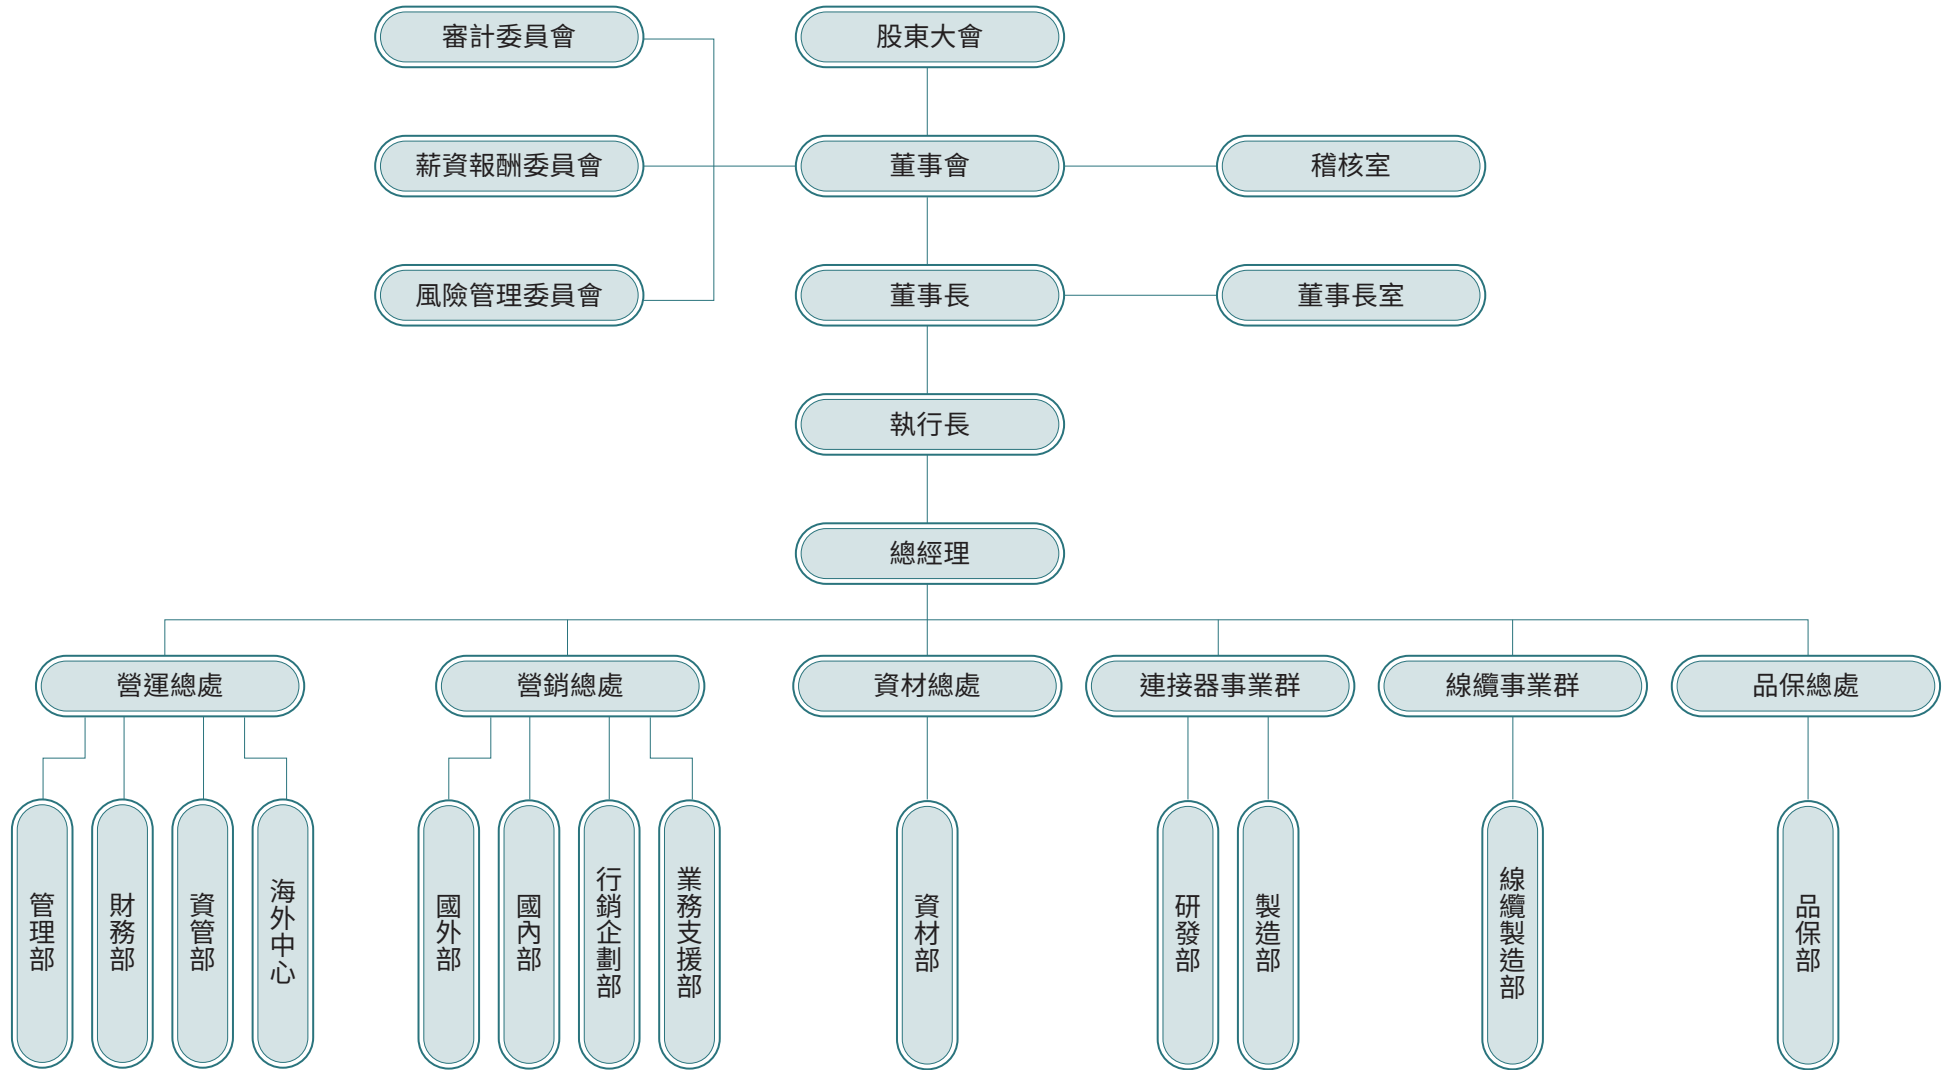 審計委員會
股東大會
薪資報酬委員會
董事會
稽核室
風險管理委員會
董事長
董事長室
執行長
總經理
營運總處
營銷總處
資材總處
連接器事業群
線纜事業群
品保總處
管理部
財務部
資管部
海外中心
國外部
國內部
行銷企劃部
業務支援部
資材部
研發部
製造部
線纜製造部
品保部